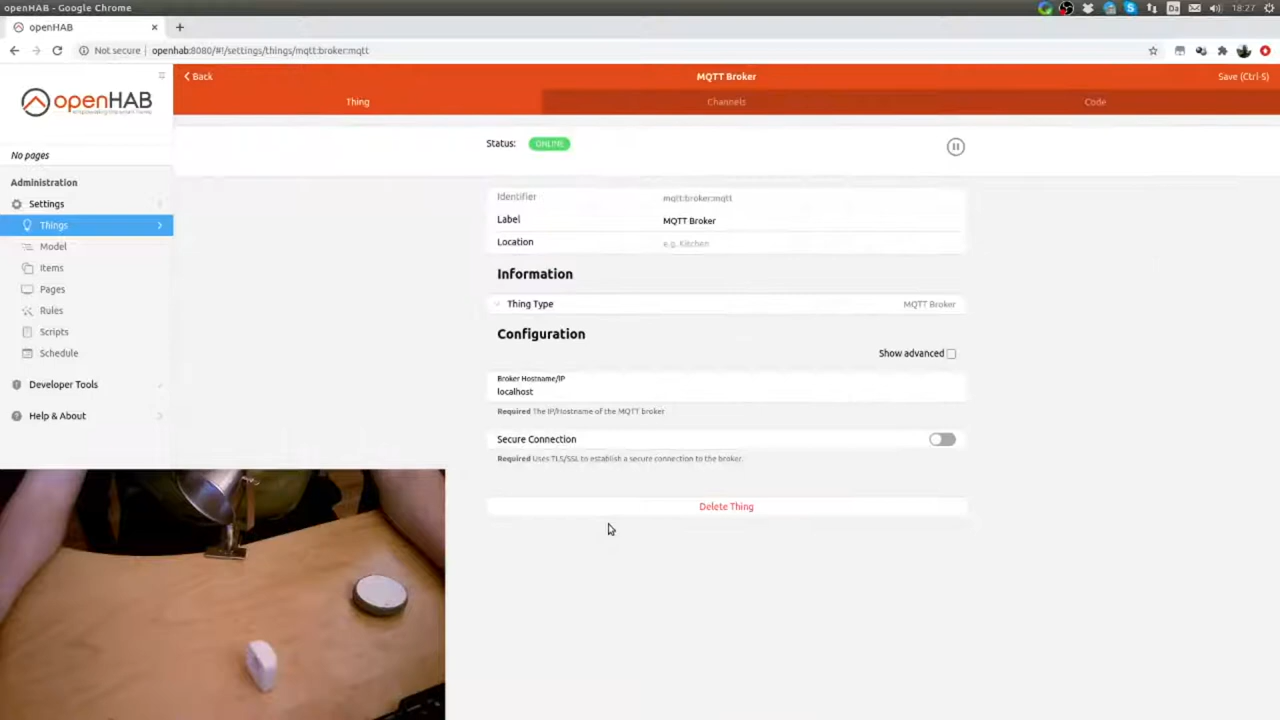 openHAB - Google Chrome
Da
18:27
openHAB
Not secure
openhab:8080/#!/settings/things/mqtt:broker:mqtt
openHAB
Back
MQTT Broker
Save (Ctrl-S)
Thing
Channels
Code
No pages
Administration
Settings
Things
Model
Items
Pages
Rules
Scripts
Schedule
Developer Tools
Help & About
Status:
ONLINE
Identifier
mqtt:broker:mqtt
Label
MQTT Broker
Location
e.g. Kitchen
Information
Thing Type
MQTT Broker
Configuration
Show advanced
Broker Hostname/IP
localhost
Required The IP/Hostname of the MQTT broker
Secure Connection
Required Uses TLS/SSL to establish a secure connection to the broker.
Delete Thing